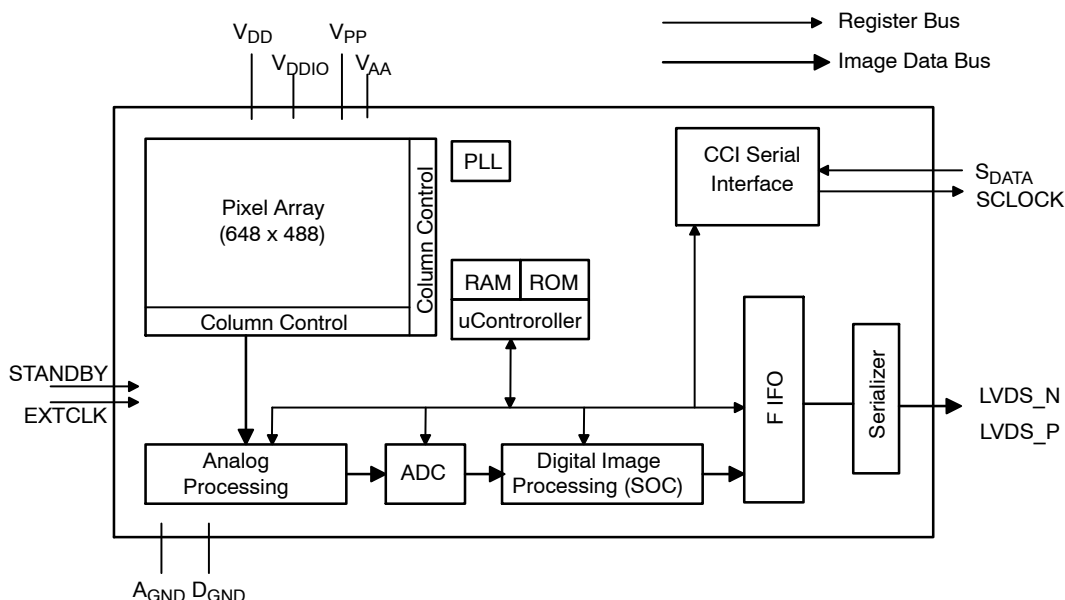 Register Bus
Image Data Bus
VDD
VDDIO
VPP
VAA
Pixel Array
(648 x 488)
Column Control
Column Control
PLL
RAM
ROM
uControroller
CCI Serial
Interface
SDATA
SCLOCK
STANDBY
EXTCLK
Analog
Processing
ADC
Digital Image
Processing (SOC)
F IFO
Serializer
LVDS_N
LVDS_P
AGND
DGND